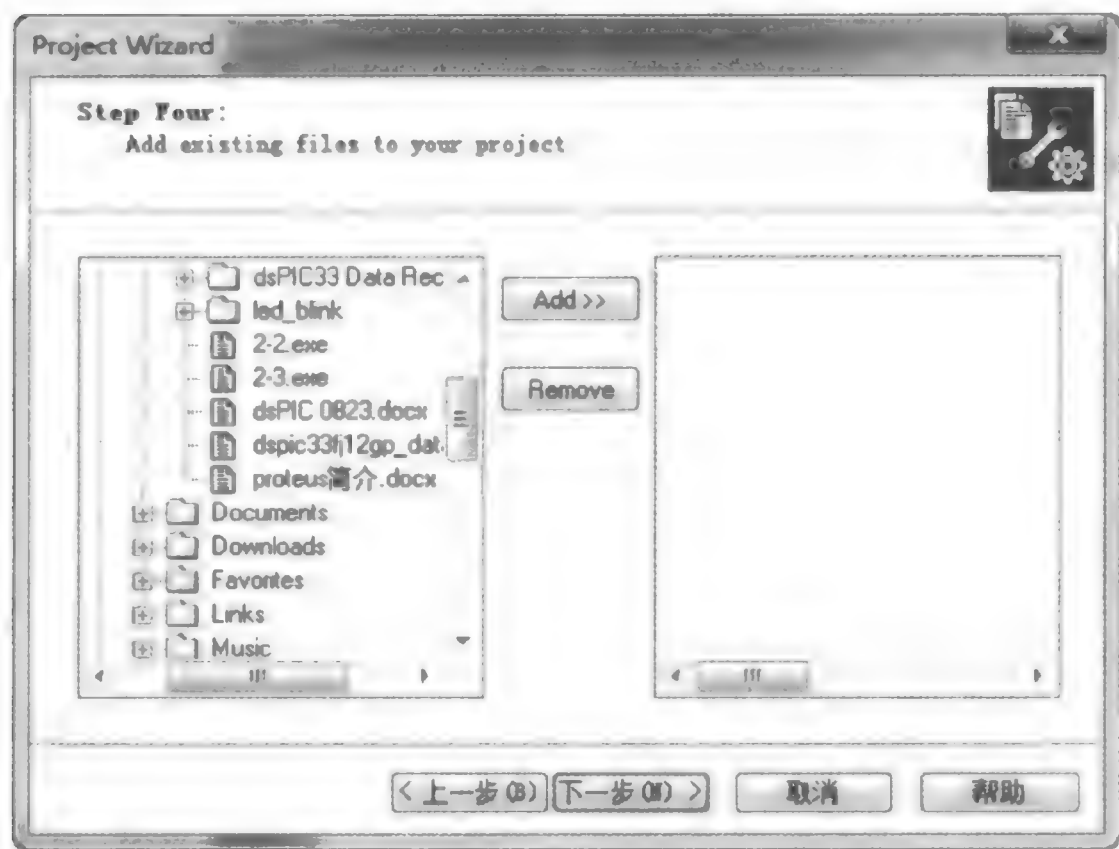 Project Wizard
Step Four:
Add existing files to your project
dsPIC33 Data Rec
led_blink
2-2.exe
2-3.exe
dsPIC 0823.docx
dspic33fj12gp_dat
proteus简介.docx
Documents
Downloads
Favorites
Links
Music
Add >>
Remove
< 上一步(B)
下一步(N) >
取消
帮助